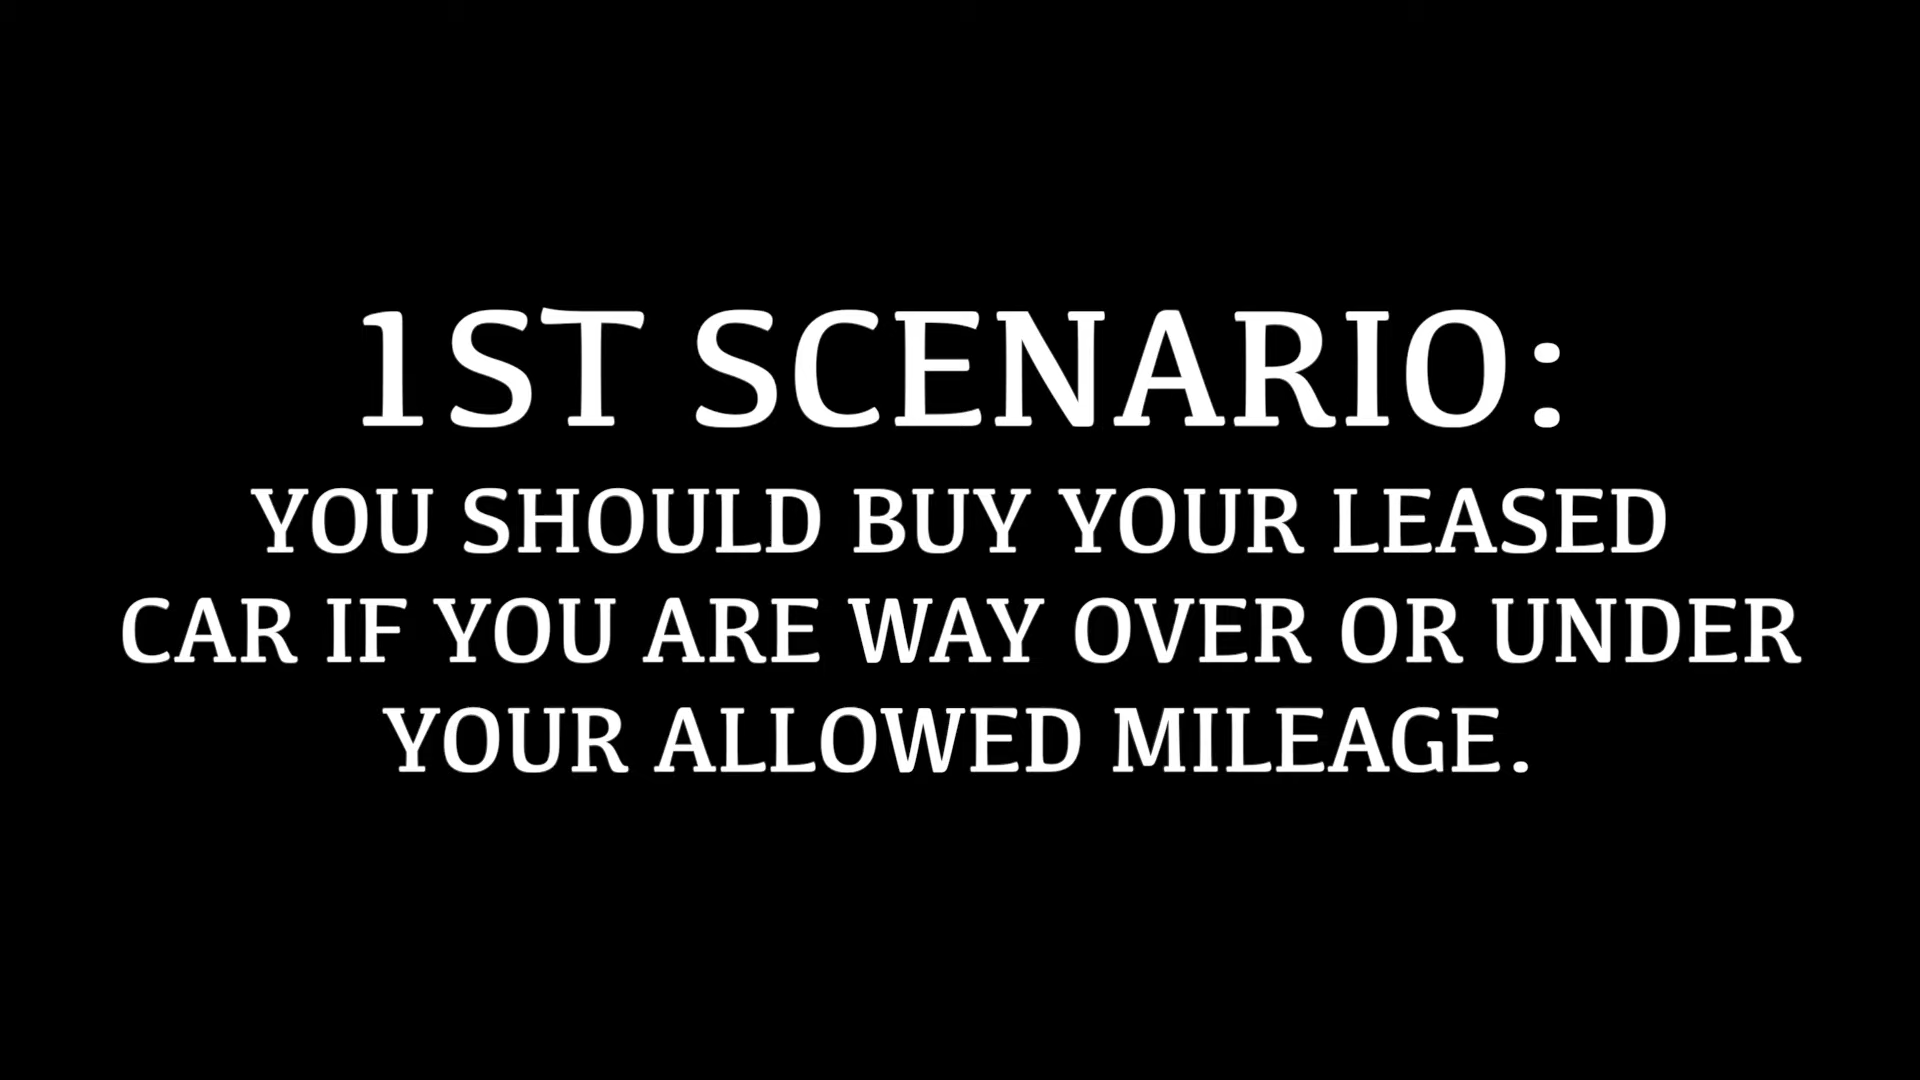 1ST SCENARIO:
YOU SHOULD BUY YOUR LEASED
CAR IF YOU ARE WAY OVER OR UNDER
YOUR ALLOWED MILEAGE.